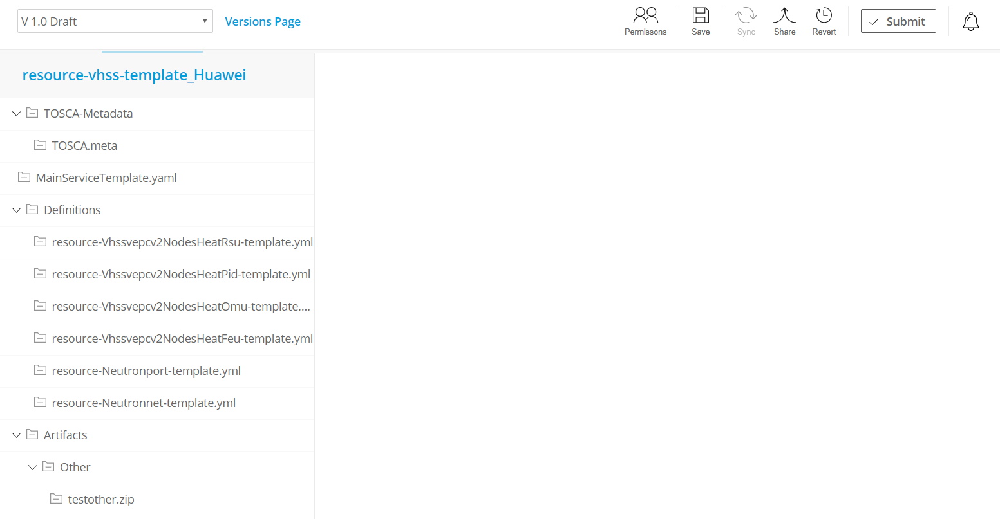 V 1.0 Draft
Versions Page
Permissons
Save
Sync
Share
Revert
Submit
resource-vhss-template_Huawei
TOSCA-Metadata
TOSCA.meta
MainServiceTemplate.yaml
Definitions
resource-Vhssvepcv2NodesHeatRsu-template.yml
resource-Vhssvepcv2NodesHeatPid-template.yml
resource-Vhssvepcv2NodesHeatOmu-template....
resource-Vhssvepcv2NodesHeatFeu-template.yml
resource-Neutronport-template.yml
resource-Neutronnet-template.yml
Artifacts
Other
testother.zip